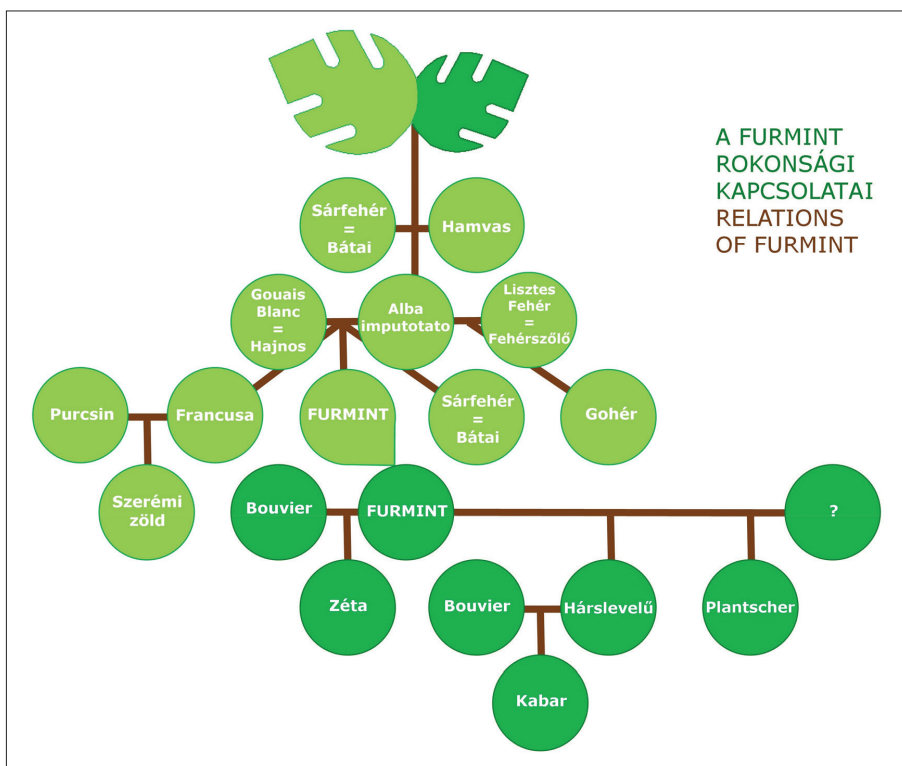 A FURMINT
ROKONSÁGI
KAPCSOLATAI
RELATIONS
OF FURMINT
Sárfehér
=
Bátai
Hamvas
Gouais
Blanc
=
Hajnos
Alba
imputotato
Lisztes
Fehér
=
Fehérszőlő
Purcsin
Francusa
FURMINT
Sárfehér
=
Bátai
Gohér
Szerémi
zöld
Bouvier
FURMINT
?
Zéta
Bouvier
Hárslevelű
Plantscher
Kabar